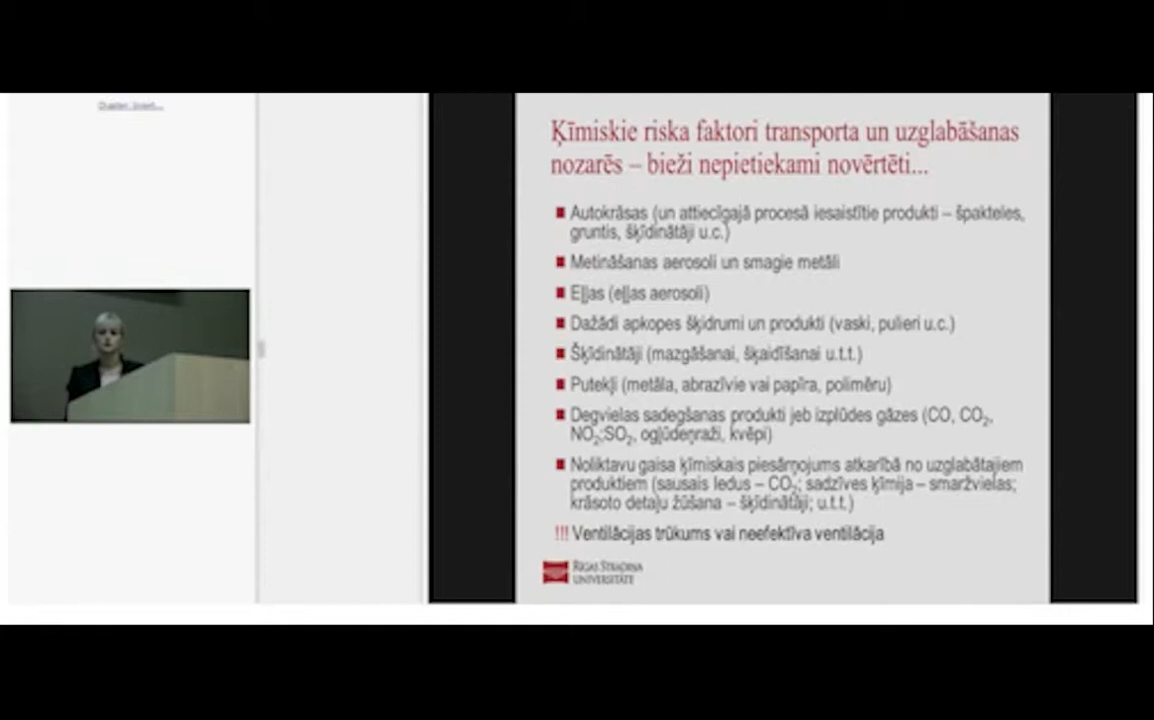 Ķīmiskie riska faktori transporta un uzglabāšanas
nozarēs – bieži nepietiekami novērtēti...
Autokrāsas (un attiecīgajā procesā iesaistītie produkti – špakteles,
gruntis, šķīdinātāji u.c.)
Metināšanas aerosoli un smagie metāli
Eļļas (eļļas aerosoli)
Dažādi apkopes šķidrumi un produkti (vaski, pulieri u.c.)
Šķīdinātāji (mazgāšanai, šķaidīšanai u.t.t.)
Putekļi (metāla, abrazīvie vai papīra, polimēru)
Degvielas sadegšanas produkti jeb izplūdes gāzes (CO, CO₂,
NO₂;SO₂, ogļūdeņraži, kvēpi)
Noliktavu gaisa ķīmiskais piesārņojums atkarībā no uzglabātajiem
produktiem (sausais ledus – CO₂; sadzīves ķīmija – smaržvielas;
krāsoto detaļu žūšana – šķīdinātāji; u.t.t.)
!!! Ventilācijas trūkums vai neefektīva ventilācija
RĪGAS STRADIŅA
UNIVERSITĀTE